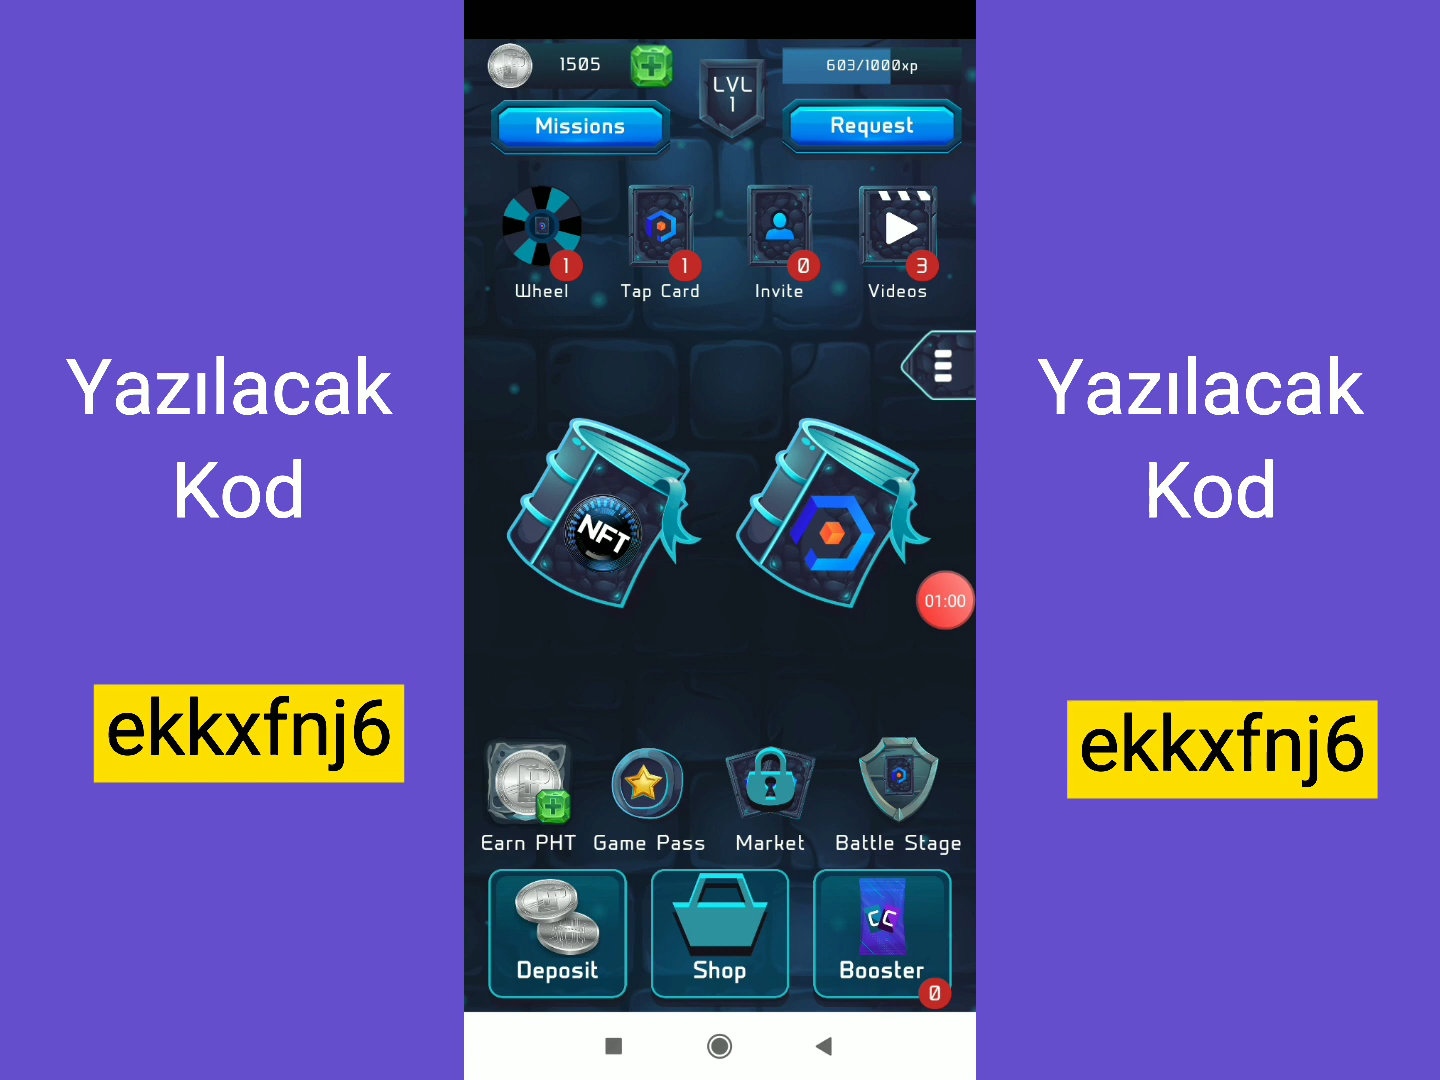 1505
LVL
1
603/1000xp
Missions
Request
1
1
0
3
Wheel
Tap Card
Invite
Videos
Yazılacak
Kod
Yazılacak
Kod
NFT
01:00
ekkxfnj6
ekkxfnj6
Earn PHT
Game Pass
Market
Battle Stage
CC
Deposit
Shop
Booster
0